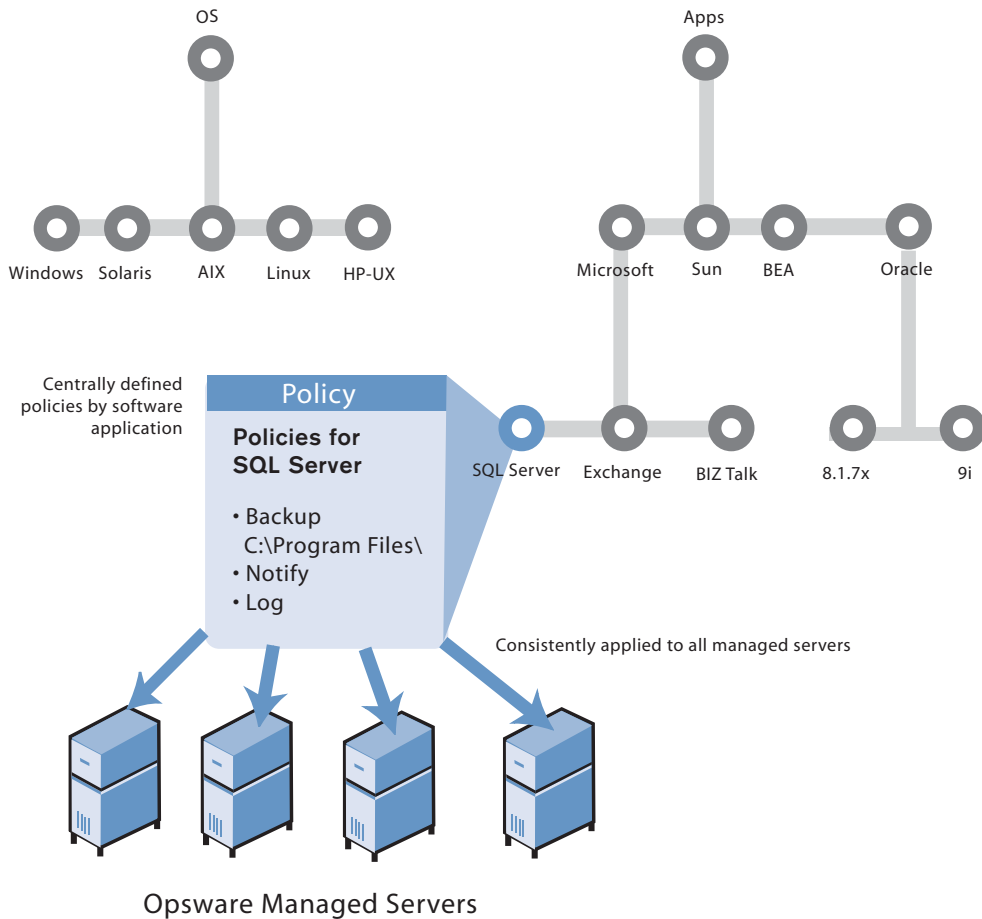 OS
Apps
Windows
Solaris
AIX
Linux
HP-UX
Microsoft
Sun
BEA
Oracle
Centrally defined
policies by software
application
Policy
Policies for
SQL Server
• Backup
C:\Program Files\
• Notify
• Log
SQL Server
Exchange
BIZ Talk
8.1.7x
9i
Consistently applied to all managed servers
Opsware Managed Servers